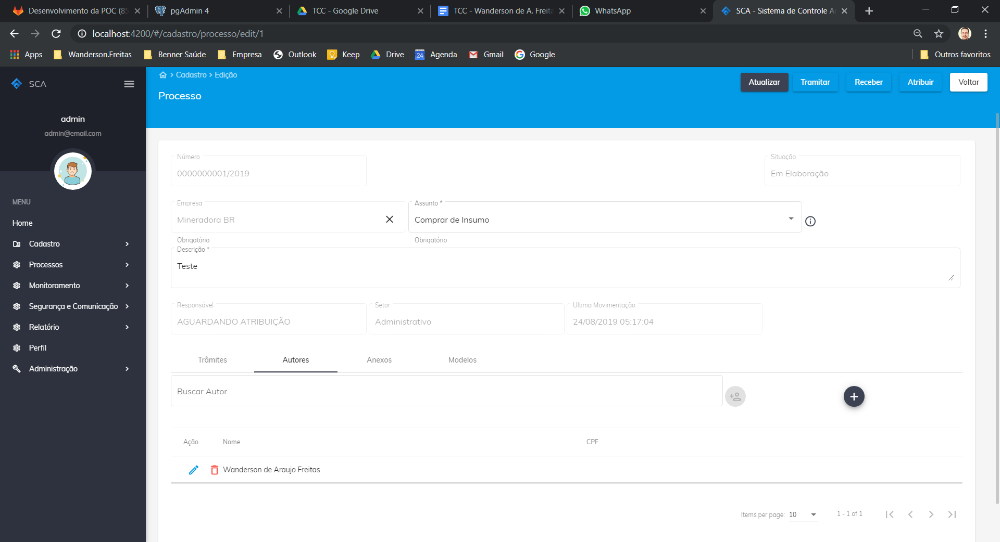 Desenvolvimento da POC (85
pgAdmin 4
TCC - Google Drive
TCC - Wanderson de A. Freita
WhatsApp
SCA - Sistema de Controle A
localhost:4200/#/cadastro/processo/edit/1
Apps
Wanderson.Freitas
Benner Saúde
Empresa
Outlook
Keep
Drive
24
Agenda
Gmail
Google
Outros favoritos
SCA
admin
admin@email.com
MENU
Home
Cadastro
Processos
Monitoramento
Segurança e Comunicação
Relatório
Perfil
Administração
Cadastro
Edição
Processo
Atualizar
Tramitar
Receber
Atribuir
Voltar
Número
0000000001/2019
Situação
Em Elaboração
Empresa
Mineradora BR
Obrigatório
Assunto *
Comprar de Insumo
Obrigatório
Descrição *
Teste
Responsável
AGUARDANDO ATRIBUIÇÃO
Setor
Administrativo
Ultima Movimentação
24/08/2019 05:17:04
Trâmites
Autores
Anexos
Modelos
Buscar Autor
Ação
Nome
CPF
Wanderson de Araujo Freitas
Items per page:
10
1 - 1 of 1